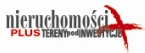 nieruchomości
PLUS TERENY pod INWESTYCJE